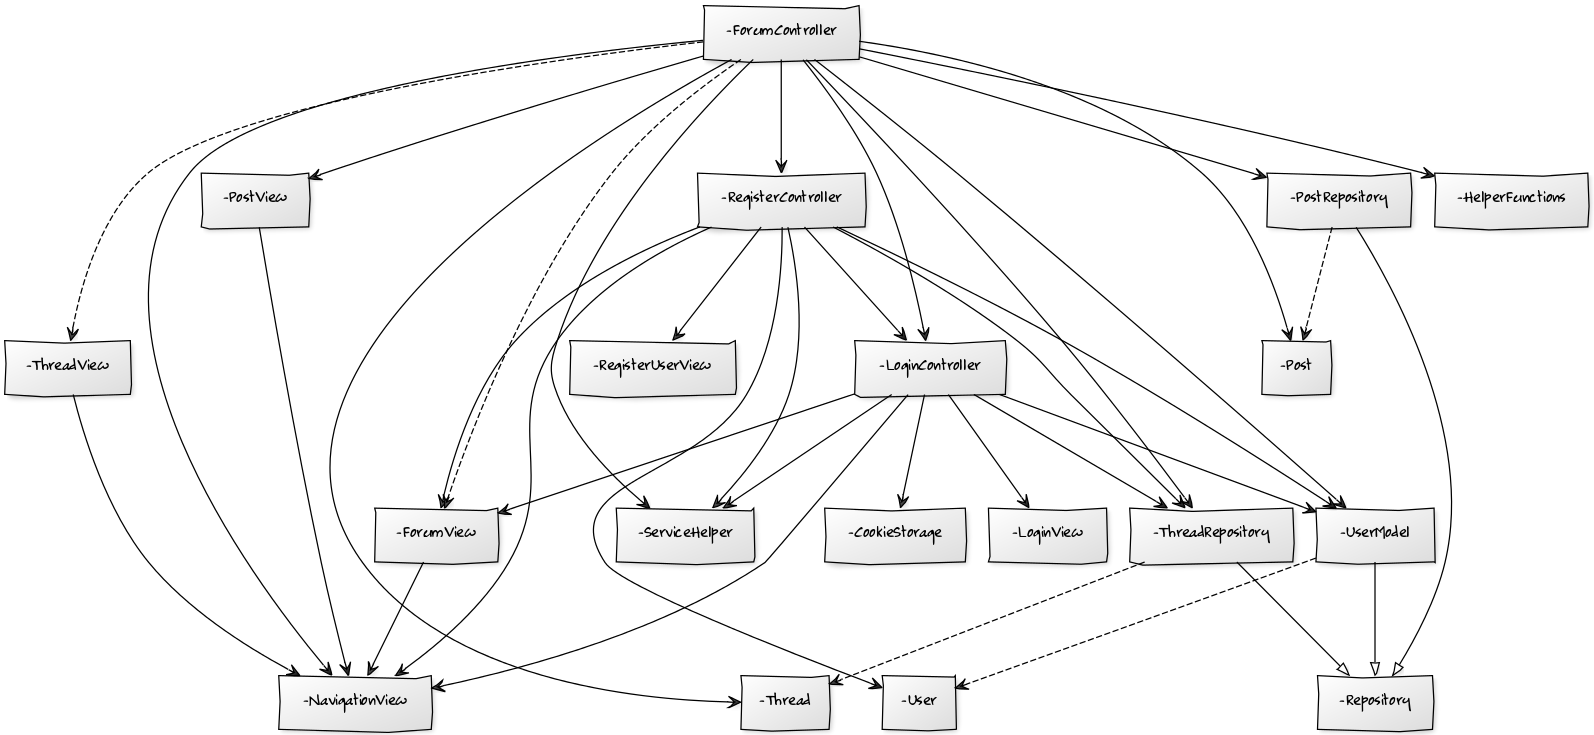 -ForumController
-PostView
-RegisterController
-PostRepository
-HelperFunctions
-ThreadView
-RegisterUserView
-LoginController
-Post
-ForumView
-ServiceHelper
-CookieStorage
-LoginView
-ThreadRepository
-UserModel
-NavigationView
-Thread
-User
-Repository